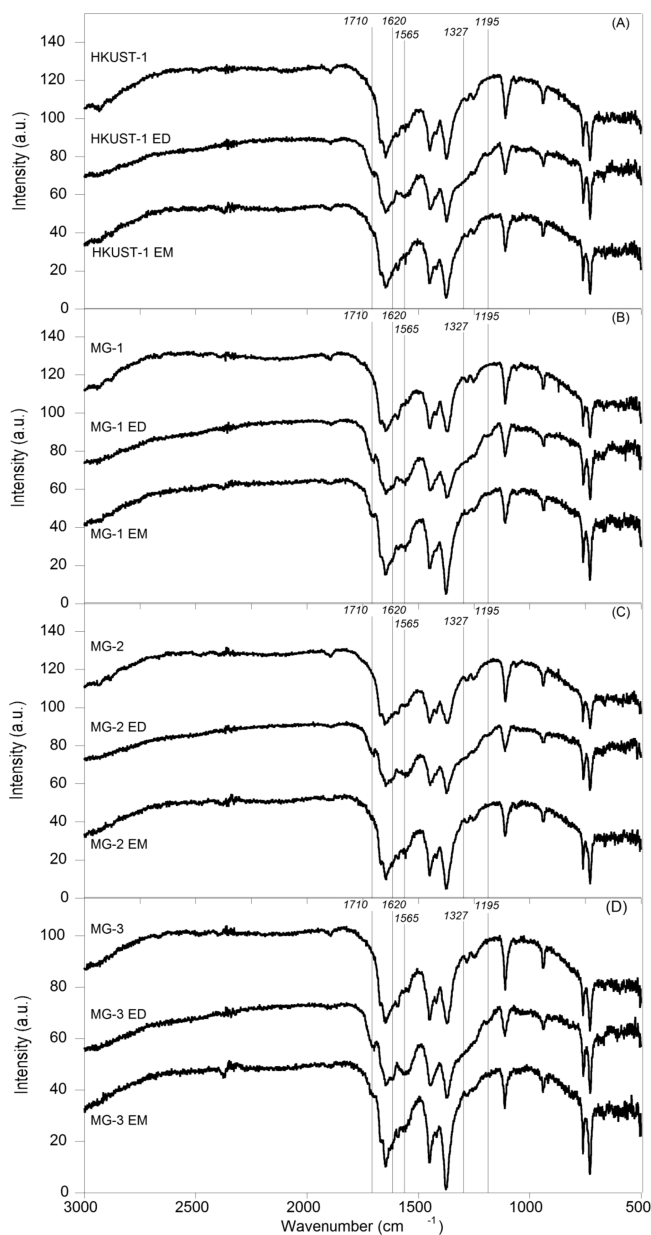 1710 1620 1195
1565 1327
(A)
140
120
100
80
60
40
20
0
Intensity (a.u.)
HKUST-1
HKUST-1 ED
HKUST-1 EM
1710 1620 1195
1565 1327
(B)
140
120
100
80
60
40
20
0
Intensity (a.u.)
MG-1
MG-1 ED
MG-1 EM
1710 1620 1195
1565 1327
(C)
140
120
100
80
60
40
20
0
Intensity (a.u.)
MG-2
MG-2 ED
MG-2 EM
1710 1620 1195
1565 1327
(D)
100
80
60
40
20
0
Intensity (a.u.)
MG-3
MG-3 ED
MG-3 EM
3000 2500 2000 1500 1000 500
Wavenumber (cm -1)